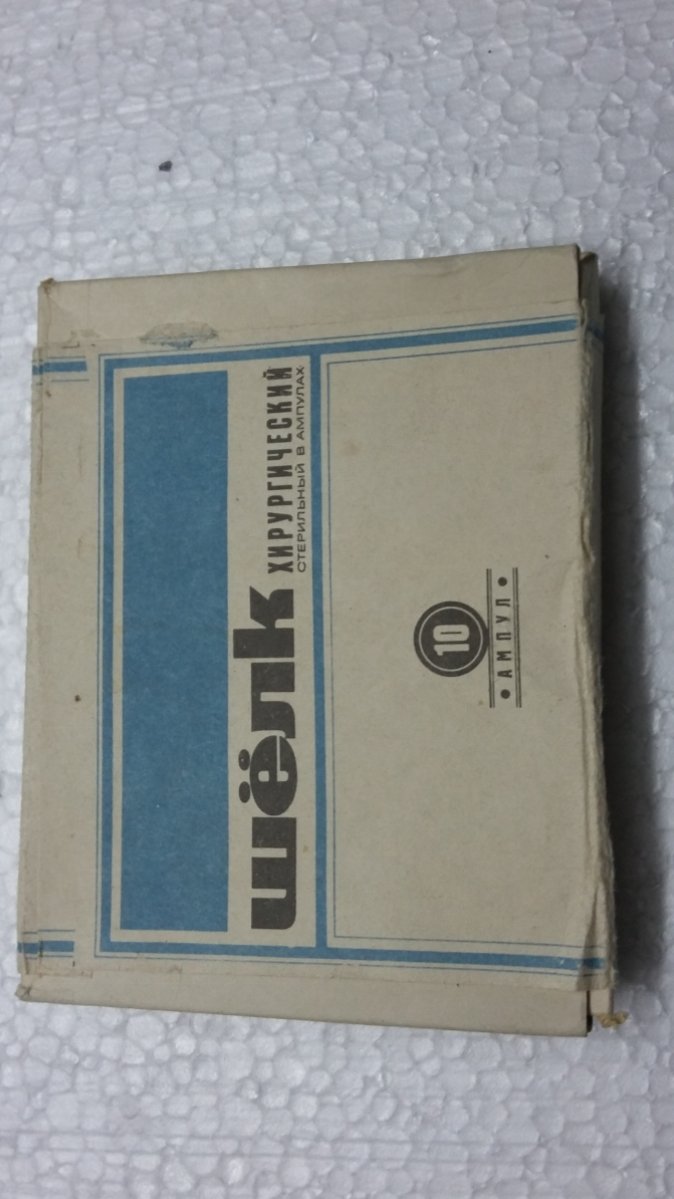 шёлк
ХИРУРГИЧЕСКИЙ
СТЕРИЛЬНЫЙ В АМПУЛАХ
10
• АМПУЛ •